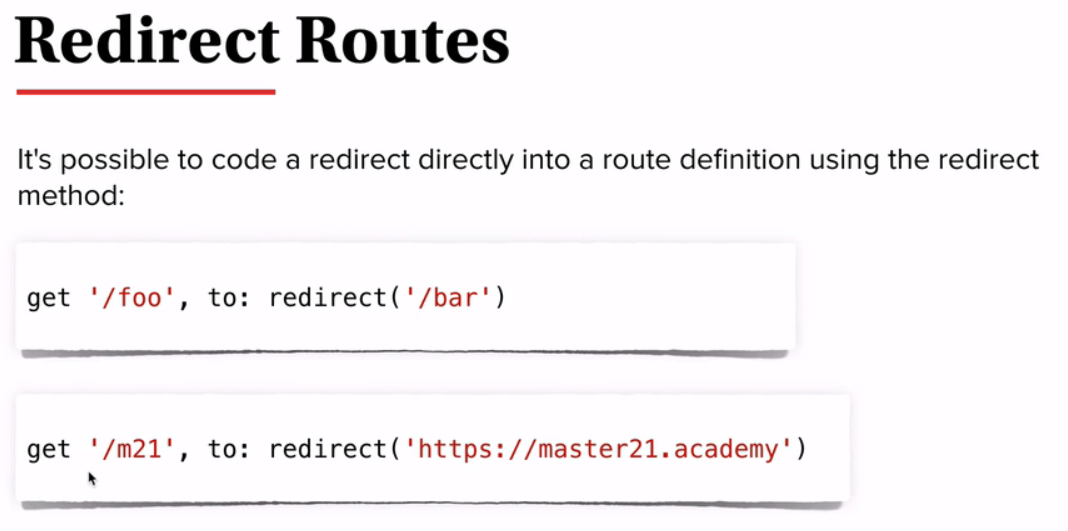 Redirect Routes
It's possible to code a redirect directly into a route definition using the redirect
method:
get '/foo', to: redirect('/bar')
get '/m21', to: redirect('https://master21.academy')